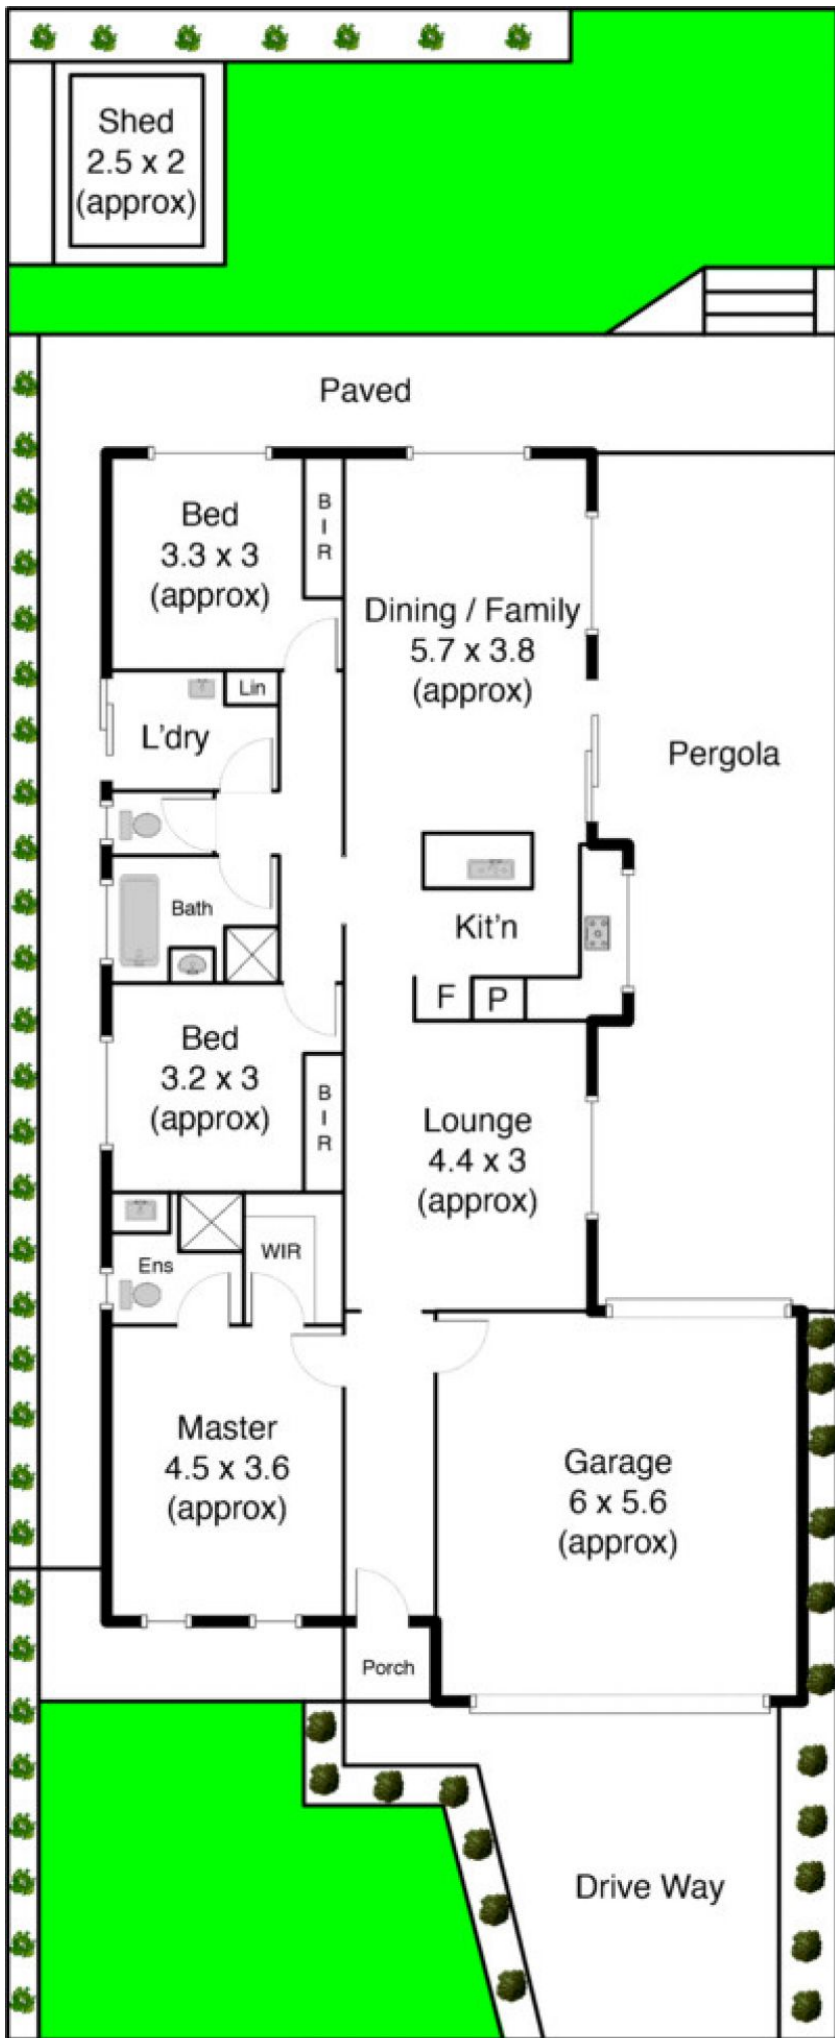 Shed
2.5 x 2
(approx)
Paved
Bed
3.3 x 3
(approx)
B
I
R
Dining / Family
5.7 x 3.8
(approx)
Lin
L'dry
Pergola
Bath
Kit'n
F
P
Bed
3.2 x 3
(approx)
B
I
R
Lounge
4.4 x 3
(approx)
Ens
WIR
Master
4.5 x 3.6
(approx)
Garage
6 x 5.6
(approx)
Porch
Drive Way